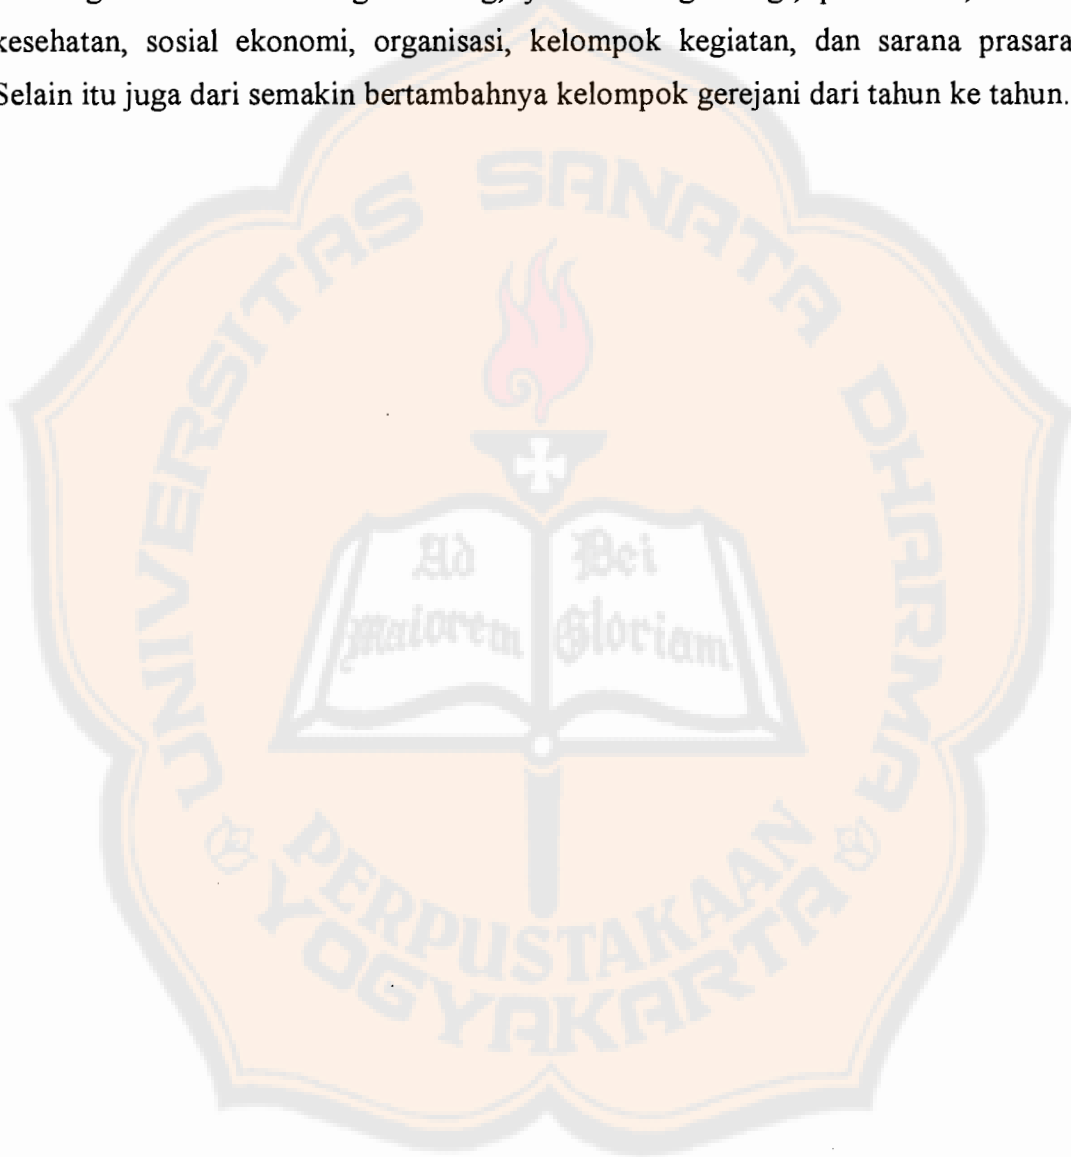 kesehatan, sosial ekonomi, organisasi, kelompok kegiatan, dan sarana prasara
Selain itu juga dari semakin bertambahnya kelompok gerejani dari tahun ke tahun.
UNIVERSITAS SANATA DHARMA
Ad Dei
Maiorem Gloriam
PERPUSTAKAAN
YOGYAKARTA